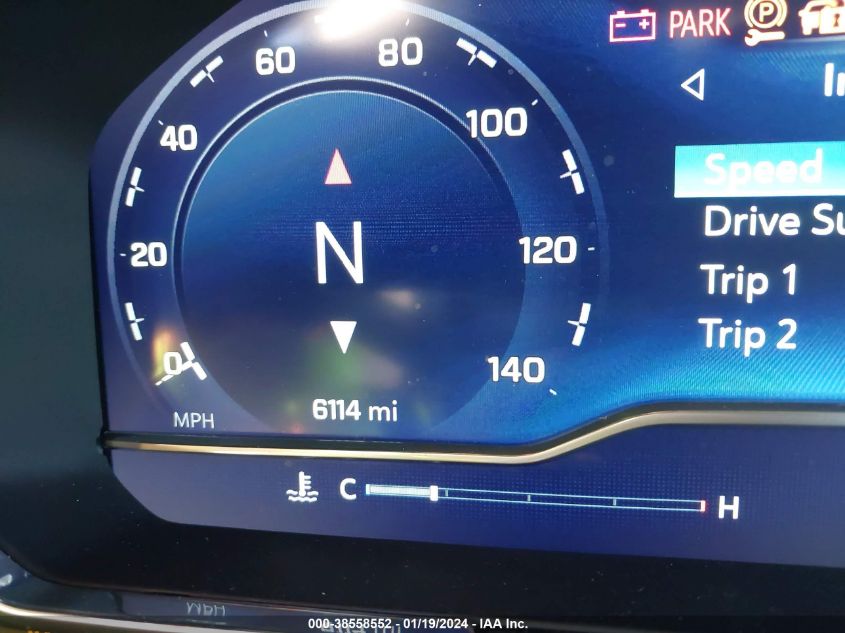 PARK P
60 80
40 100
Speed
20 N 120
Drive
Trip 1
Trip 2
0 140
6114 mi
MPH
C H
MPH
000-38558552 - 01/19/2024 - IAA Inc.